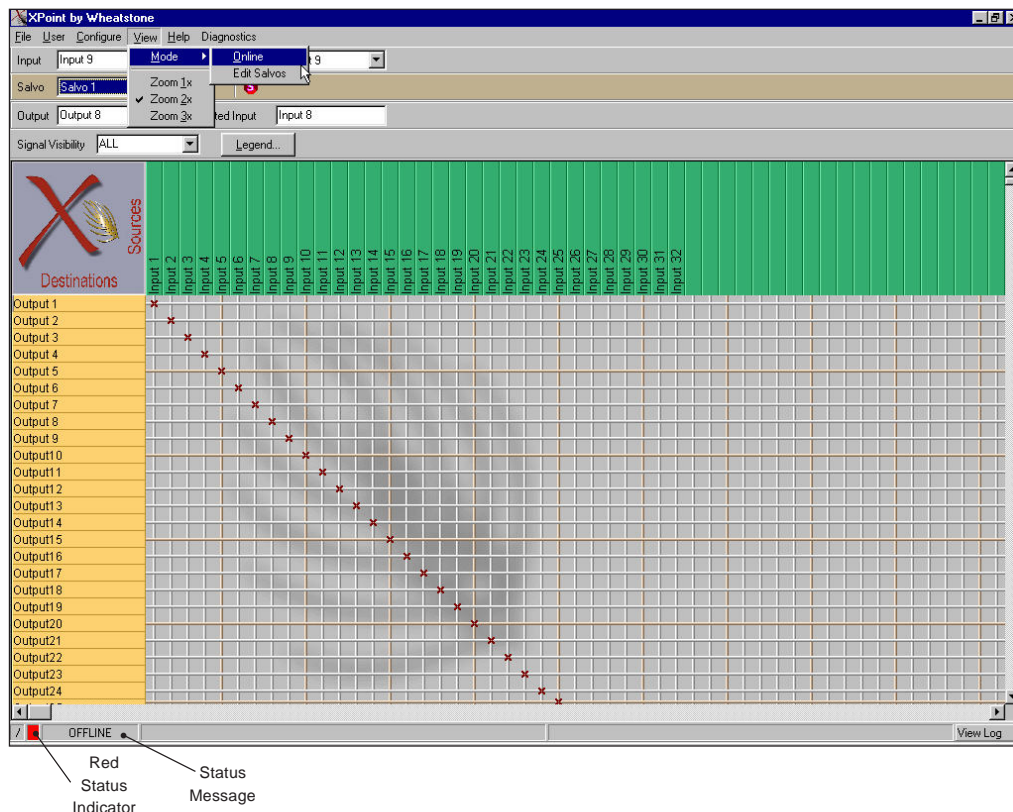 XPoint by Wheatstone
File User Configure View Help Diagnostics
Input Input 9 t 9
Mode Online
Edit Salvos
Salvo Salvo 1
Zoom 1x
Zoom 2x
Zoom 3x
Output Output 8 ted Input Input 8
Signal Visibility ALL Legend...
Sources
Destinations
Input 1
Input 2
Input 3
Input 4
Input 5
Input 6
Input 7
Input 8
Input 9
Input 10
Input 11
Input 12
Input 13
Input 14
Input 15
Input 16
Input 17
Input 18
Input 19
Input 20
Input 21
Input 22
Input 23
Input 24
Input 25
Input 26
Input 27
Input 28
Input 29
Input 30
Input 31
Input 32
Output 1
Output 2
Output 3
Output 4
Output 5
Output 6
Output 7
Output 8
Output 9
Output10
Output11
Output12
Output13
Output14
Output15
Output16
Output17
Output18
Output19
Output20
Output21
Output22
Output23
Output24
/ OFFLINE View Log
Red
Status
Indicator
Status
Message